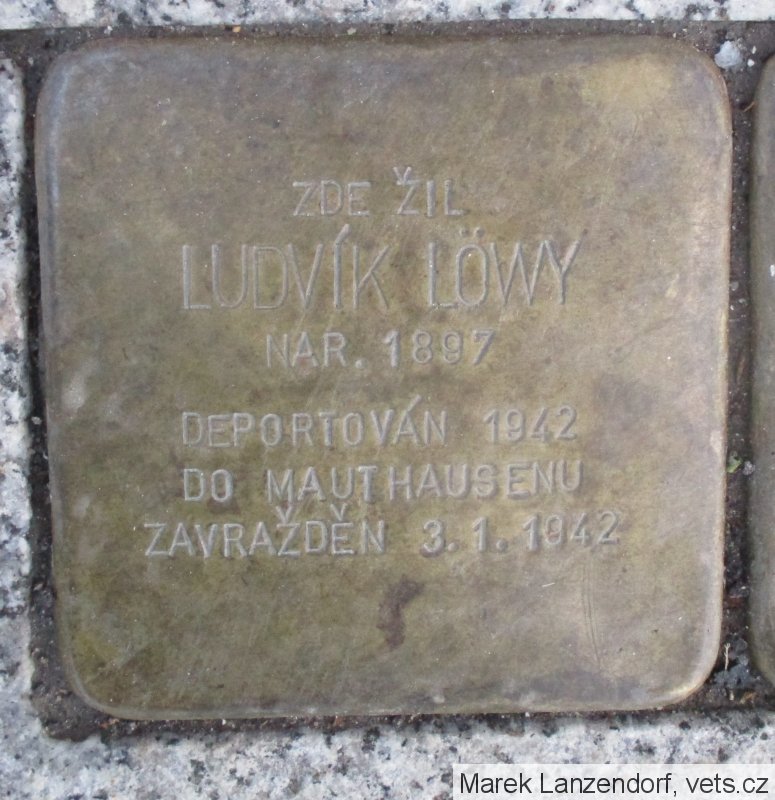 ZDE ŽIL
LUDVÍK LÖWY
NAR. 1897
DEPORTOVÁN 1942
DO MAUTHAUSENU
ZAVRAŽDĚN 3.1.1942
Marek Lanzendorf, vets.cz